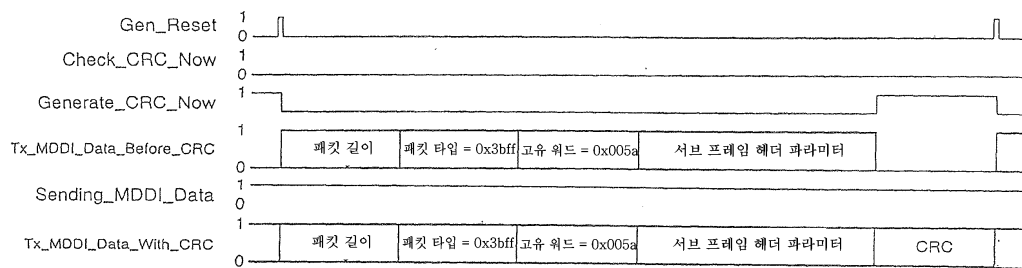 Gen_Reset 1 0
Check_CRC_Now 1 0
Generate_CRC_Now 1 0
Tx_MDDI_Data_Before_CRC 1 0 패킷 길이 패킷 타입 = 0x3bff 고유 워드 = 0x005a 서브 프레임 헤더 파라미터
Sending_MDDI_Data 1 0
Tx_MDDI_Data_With_CRC 1 0 패킷 길이 패킷 타입 = 0x3bff 고유 워드 = 0x005a 서브 프레임 헤더 파라미터 CRC